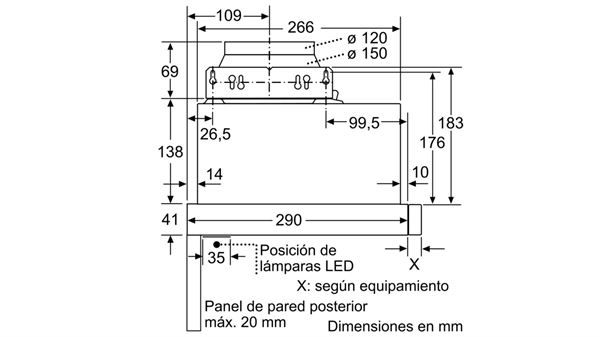 109
266
ø 120
ø 150
69
26,5
99,5
183
176
138
14
10
41
290
35
Posición de
lámparas LED
X
X: según equipamiento
Panel de pared posterior
máx. 20 mm
Dimensiones en mm